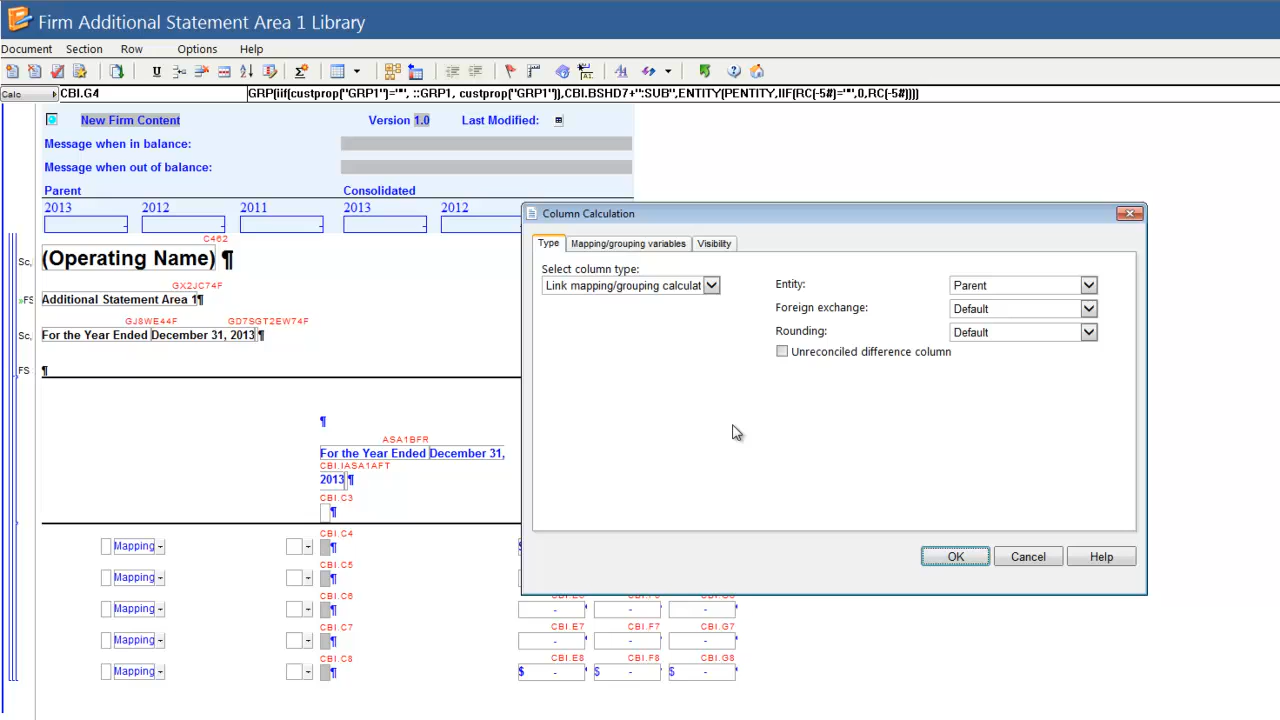 Firm Additional Statement Area 1 Library
Document Section Row Options Help
Calc CBI.G4 GRP(iif(custprop("GRP1")="", ::GRP1, custprop("GRP1")),CBI.BSHD7+":SUB",ENTITY(PENTITY,IIF(RC(-5#)="",0,RC(-5#))))
New Firm Content Version 1.0 Last Modified:
Message when in balance:
Message when out of balance:
Parent Consolidated
2013 2012 2011 2013 2012
C462
(Operating Name) ¶
GX2JC74F
Additional Statement Area 1¶
GJ8WE44F GD7SGT2EW74F
For the Year Ended December 31, 2013 ¶
FS ¶
¶
ASA1BFR
For the Year Ended December 31,
CBI.IASA1AFT
2013 ¶
CBI.C3
¶
CBI.C4
Mapping ¶
CBI.C5
Mapping ¶
CBI.C6
Mapping ¶ - - -
CBI.C7 CBI.E7 CBI.F7 CBI.G7
Mapping ¶ - - -
CBI.C8 CBI.E8 CBI.F8 CBI.G8
Mapping ¶ $ - $ - $ -
Column Calculation
Type Mapping/grouping variables Visibility
Select column type:
Link mapping/grouping calculat
Entity: Parent
Foreign exchange: Default
Rounding: Default
Unreconciled difference column
OK Cancel Help